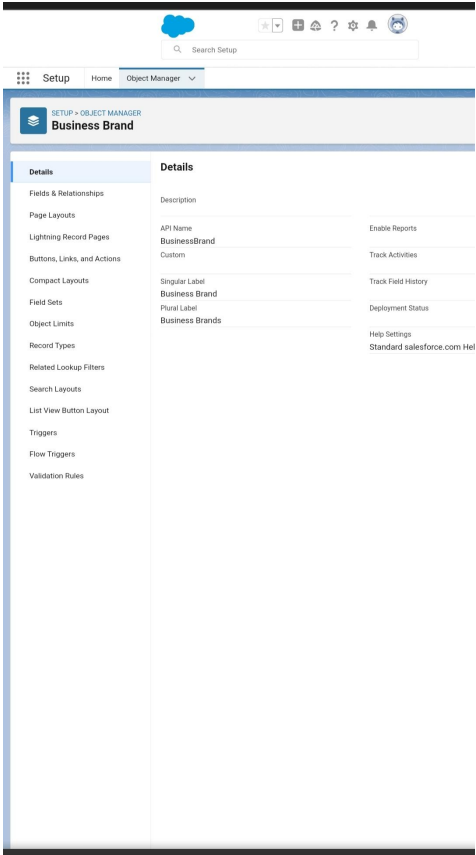 Search Setup
Setup
Home
Object Manager
SETUP > OBJECT MANAGER
Business Brand
Details
Fields & Relationships
Page Layouts
Lightning Record Pages
Buttons, Links, and Actions
Compact Layouts
Field Sets
Object Limits
Record Types
Related Lookup Filters
Search Layouts
List View Button Layout
Triggers
Flow Triggers
Validation Rules
Details
Description
API Name
BusinessBrand
Custom
Singular Label
Business Brand
Plural Label
Business Brands
Enable Reports
Track Activities
Track Field History
Deployment Status
Help Settings
Standard salesforce.com Hel